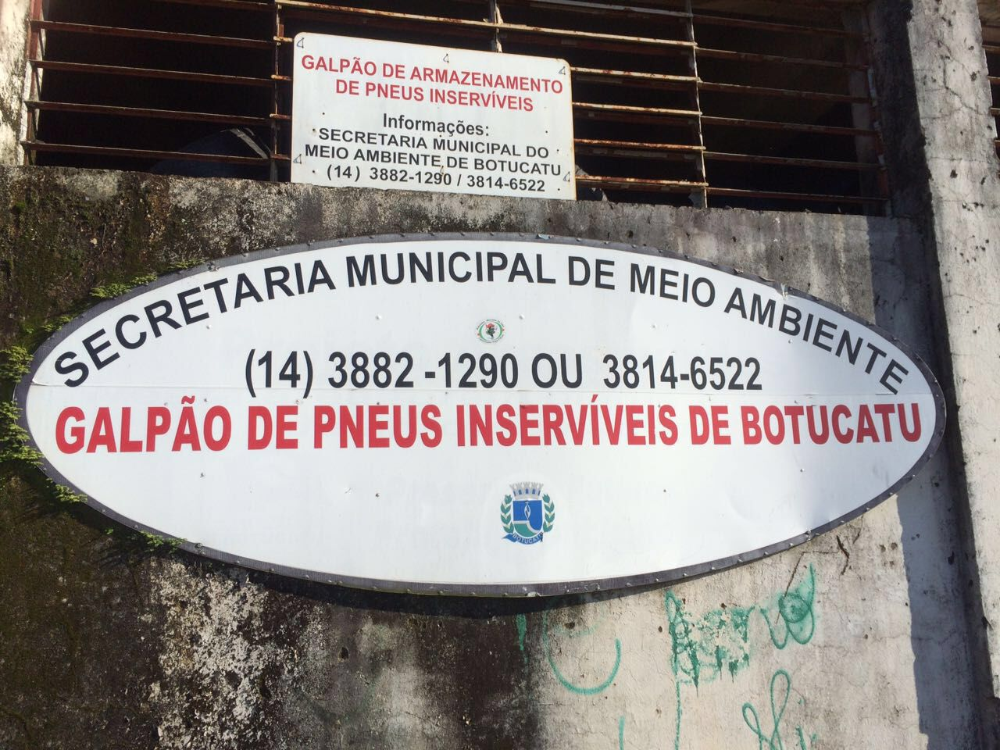 GALPÃO DE ARMAZENAMENTO
DE PNEUS INSERVÍVEIS
Informações:
SECRETARIA MUNICIPAL DO
MEIO AMBIENTE DE BOTUCATU
(14) 3882-1290 / 3814-6522
SECRETARIA MUNICIPAL DE MEIO AMBIENTE
(14) 3882 -1290 OU 3814-6522
GALPÃO DE PNEUS INSERVÍVEIS DE BOTUCATU
BOTUCATU